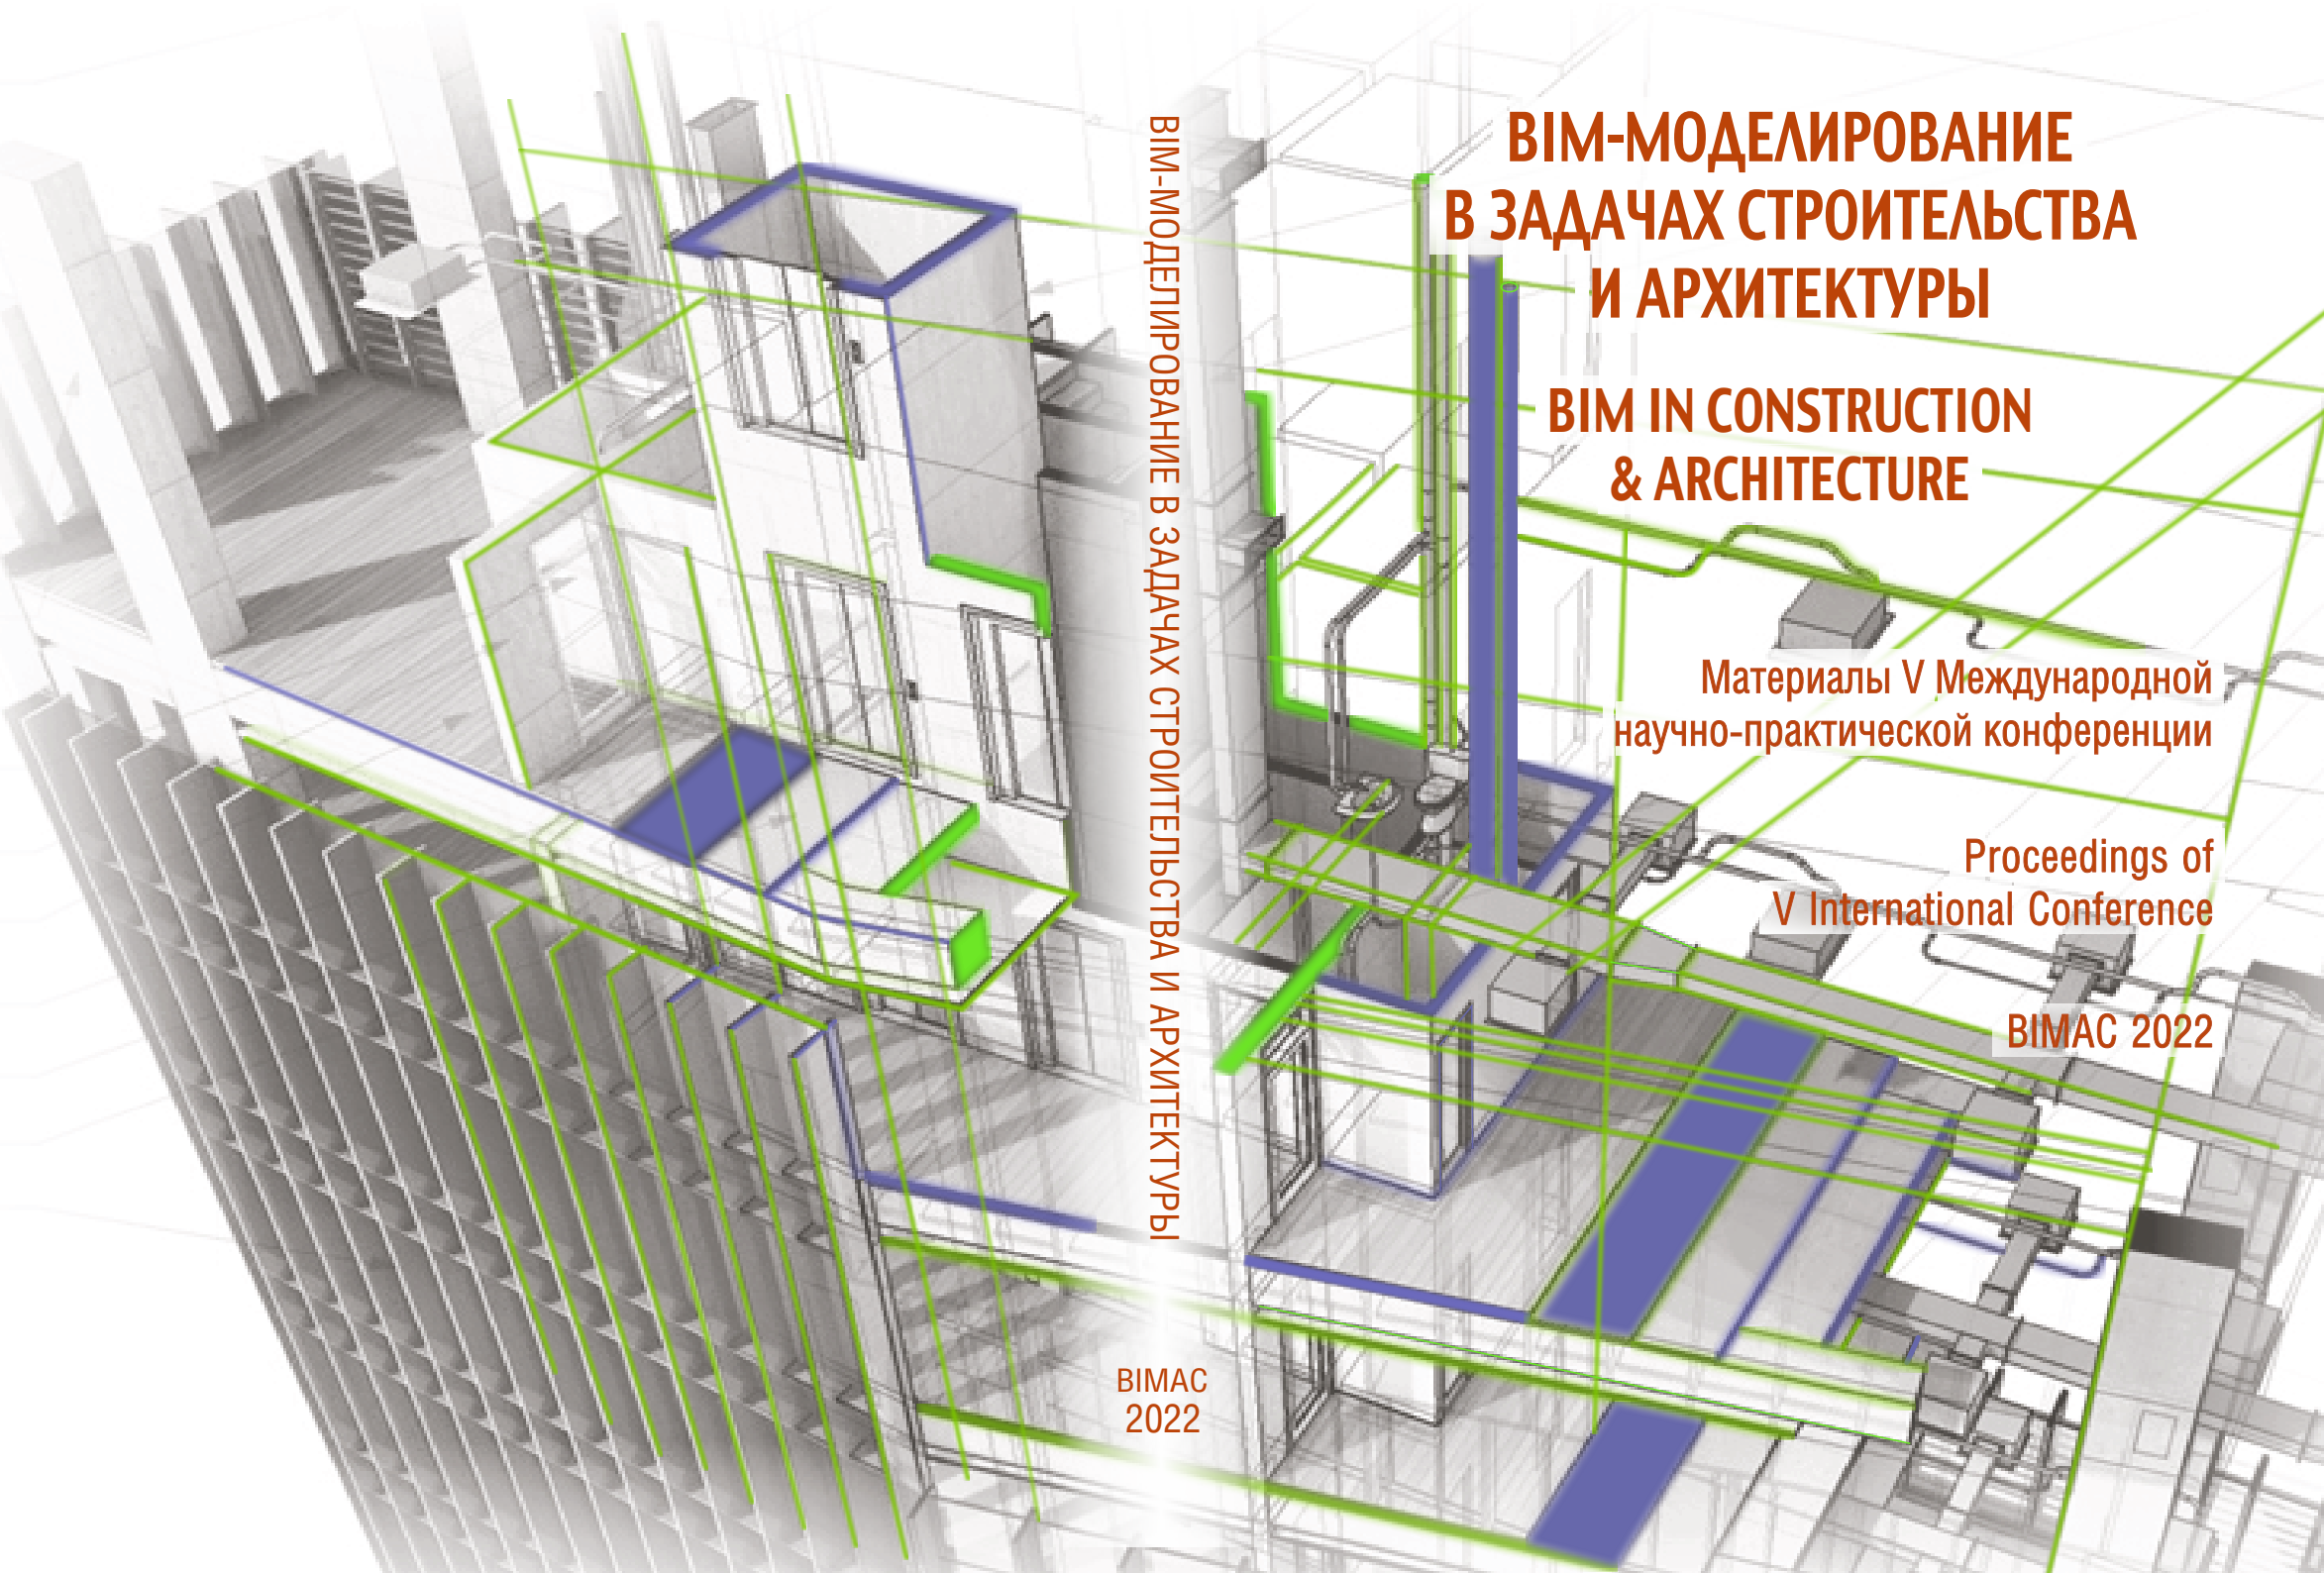 BIM-МОДЕЛИРОВАНИЕ
В ЗАДАЧАХ СТРОИТЕЛЬСТВА
И АРХИТЕКТУРЫ
BIM IN CONSTRUCTION
& ARCHITECTURE
Материалы V Международной
научно-практической конференции
Proceedings of
V International Conference
BIMAC 2022
BIM-МОДЕЛИРОВАНИЕ В ЗАДАЧАХ СТРОИТЕЛЬСТВА И АРХИТЕКТУРЫ
BIMAC
2022